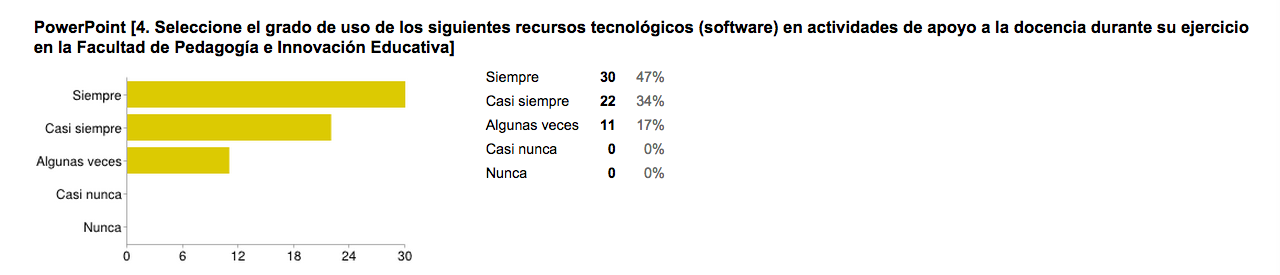 PowerPoint [4. Seleccione el grado de uso de los siguientes recursos tecnológicos (software) en actividades de apoyo a la docencia durante su ejercicio
en la Facultad de Pedagogía e Innovación Educativa]
Siempre
Casi siempre
Algunas veces
Casi nunca
Nunca
0 6 12 18 24 30
Siempre 30 47%
Casi siempre 22 34%
Algunas veces 11 17%
Casi nunca 0 0%
Nunca 0 0%